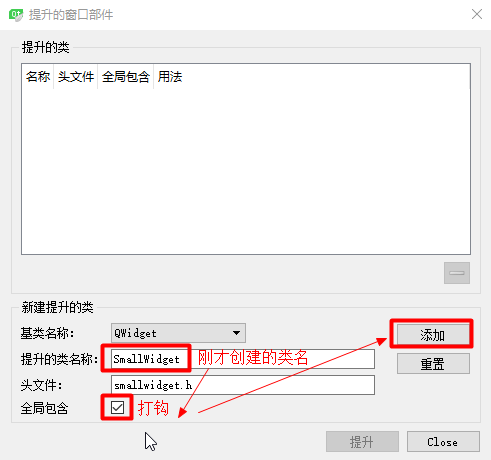 提升的窗口部件
提升的类
名称 头文件 全局包含 用法
新建提升的类
基类名称： QWidget
添加
提升的类名称： SmallWidget 刚才创建的类名
重置
头文件： smallwidget.h
全局包含 打钩
提升 Close